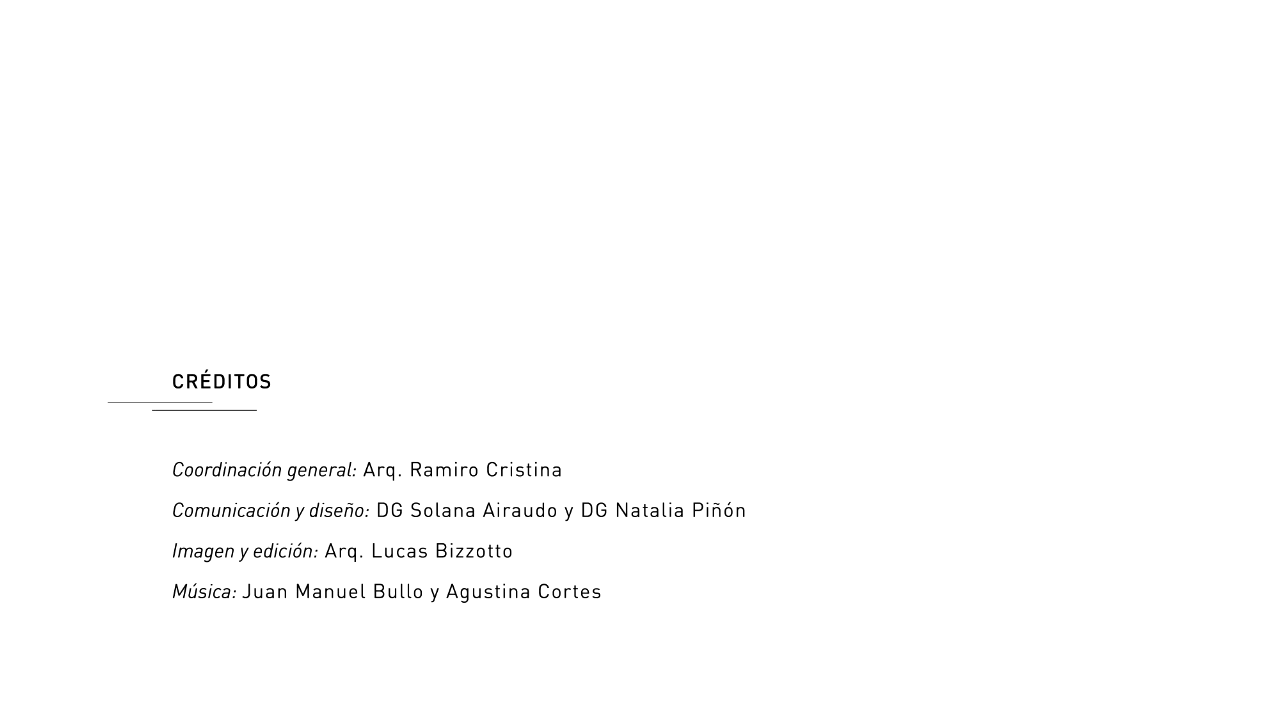 CRÉDITOS
Coordinación general: Arq. Ramiro Cristina
Comunicación y diseño: DG Solana Airaudo y DG Natalia Piñón
Imagen y edición: Arq. Lucas Bizzotto
Música: Juan Manuel Bullo y Agustina Cortes